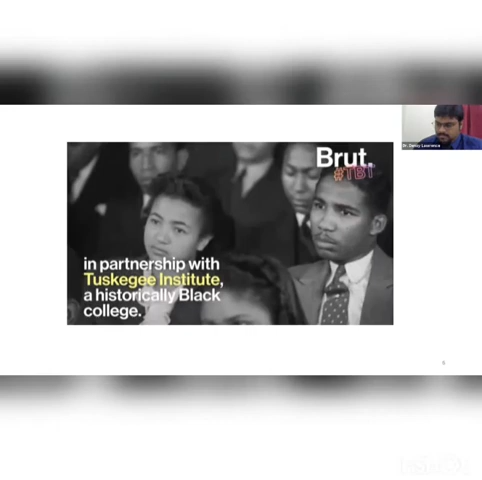 Brut.
#TBT
in partnership with
Tuskegee Institute,
a historically Black
college.